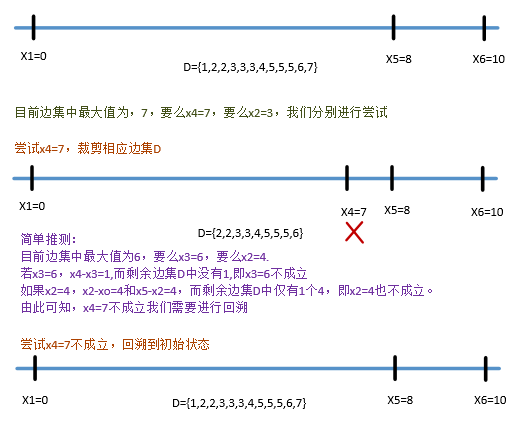 X1=0
X5=8
X6=10
D={1,2,2,3,3,3,4,5,5,5,6,7}
目前边集中最大值为，7，要么x4=7，要么x2=3，我们分别进行尝试
尝试x4=7，裁剪相应边集D
X1=0
X4=7
X5=8
X6=10
D={2,2,3,3,4,5,5,5,6}
简单推测：
目前边集中最大值为6，要么x3=6，要么x2=4.
若x3=6，x4-x3=1,而剩余边集D中没有1,即x3=6不成立
如果x2=4，x2-xo=4和x5-x2=4，而剩余边集D中仅有1个4，即x2=4也不成立。
由此可知，x4=7不成立我们需要进行回溯
尝试x4=7不成立，回溯到初始状态
X1=0
X5=8
X6=10
D={1,2,2,3,3,3,4,5,5,5,6,7}